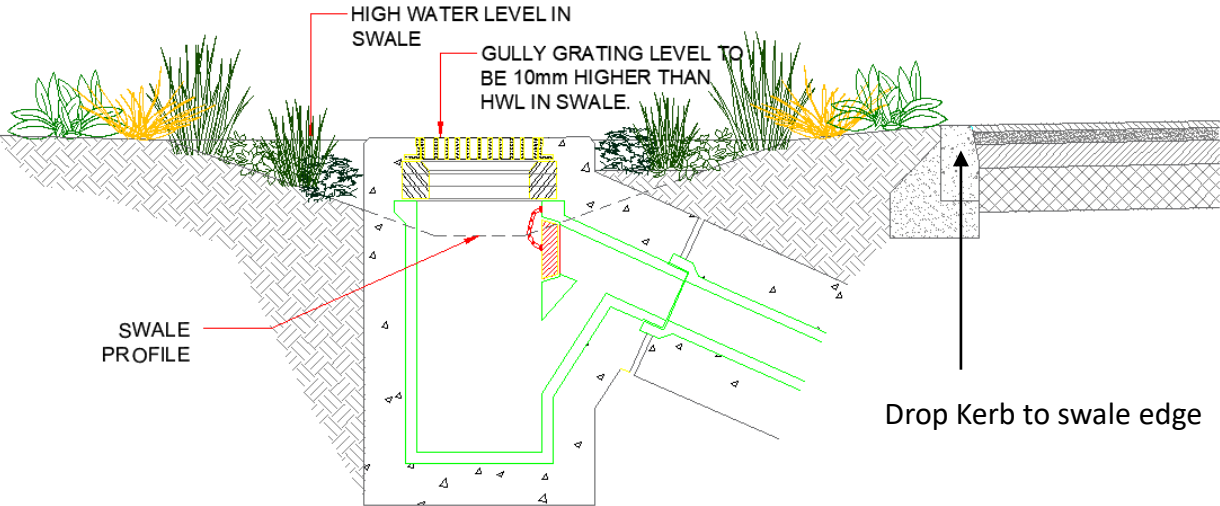 HIGH WATER LEVEL IN
SWALE
GULLY GRATING LEVEL TO
BE 10mm HIGHER THAN
HWL IN SWALE.
SWALE
PROFILE
Drop Kerb to swale edge